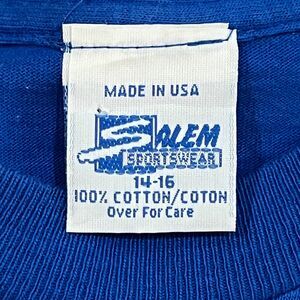 MADE IN USA
SALEM
SPORTSWEAR
14-16
100% COTTON/COTON
Over For Care